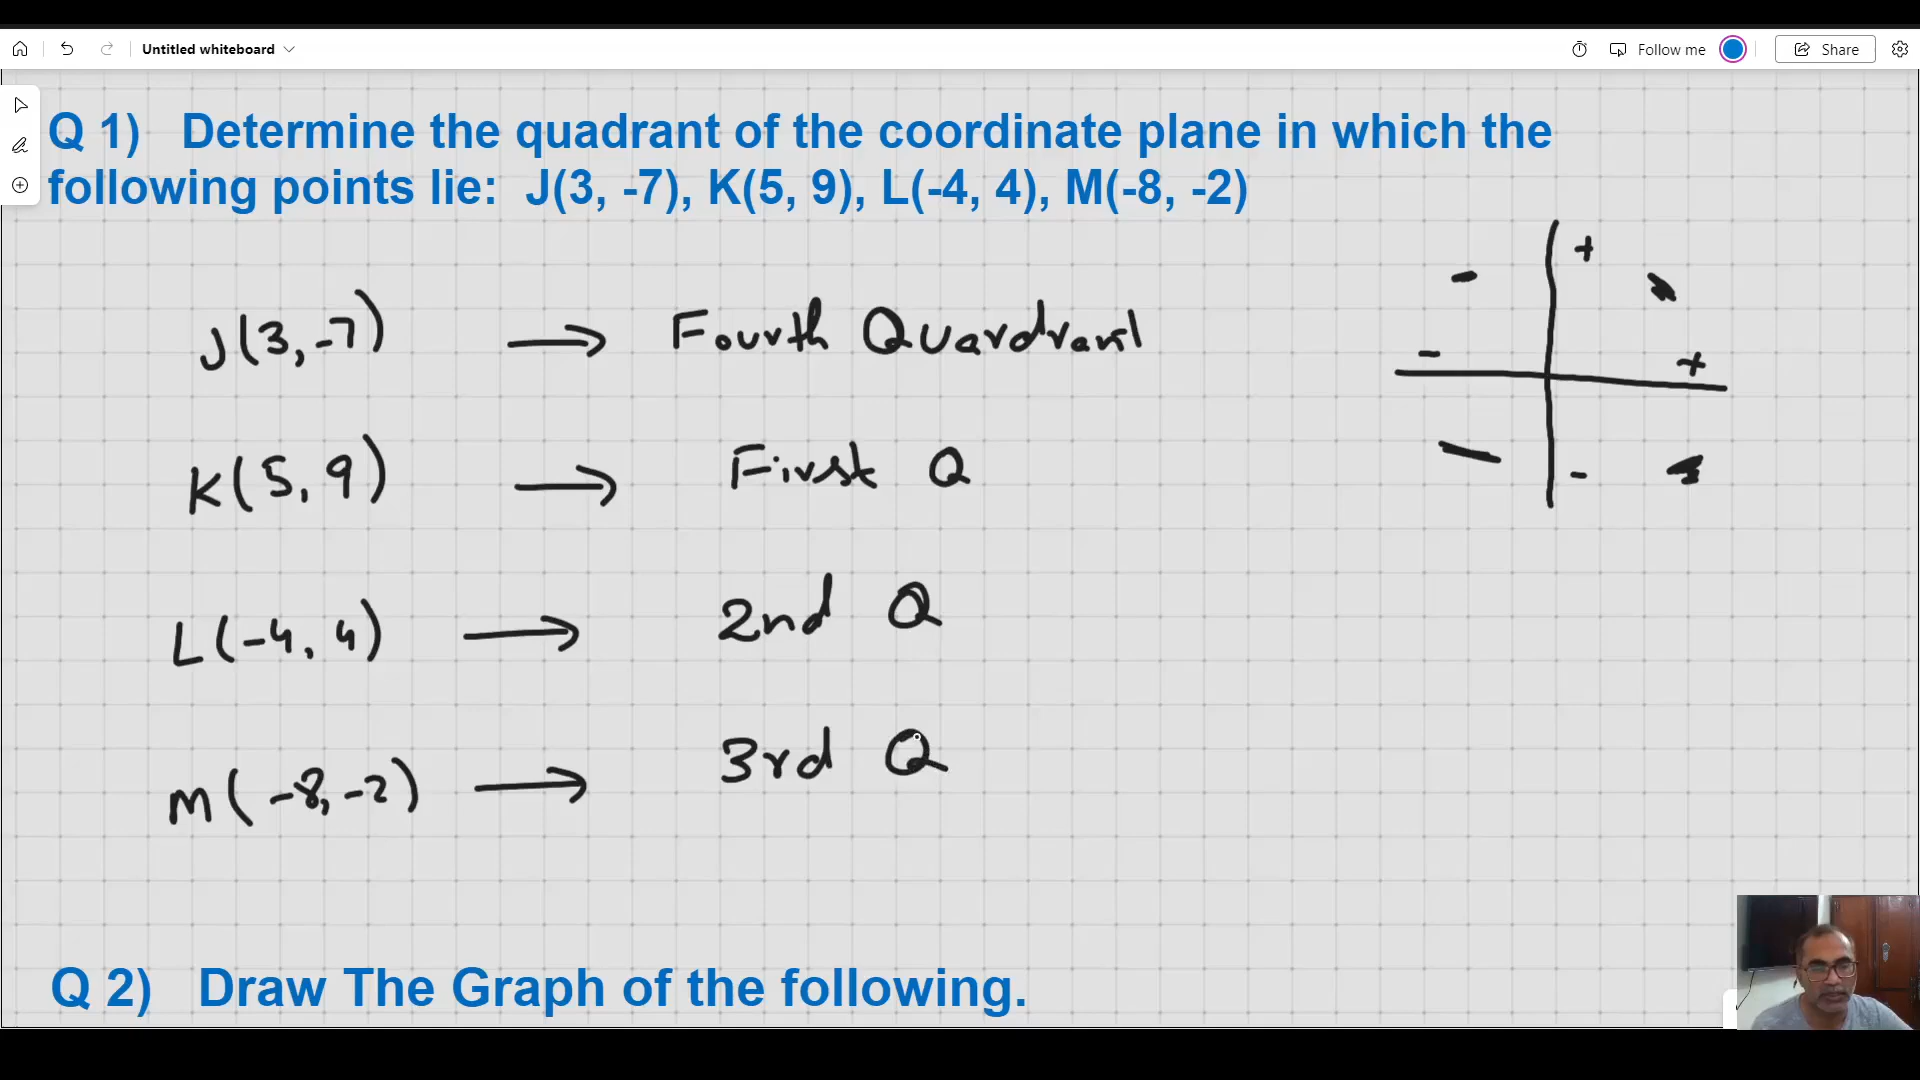 Untitled whiteboard
Follow me
Share
Q 1) Determine the quadrant of the coordinate plane in which the
following points lie: J(3, -7), K(5, 9), L(-4, 4), M(-8, -2)
J(3, -7) → Fourth Quardrant
K(5, 9) → First Q
L(-4, 4) → 2nd Q
M(-8, -2) → 3rd Q
+
-
- +
-
Q 2) Draw The Graph of the following.